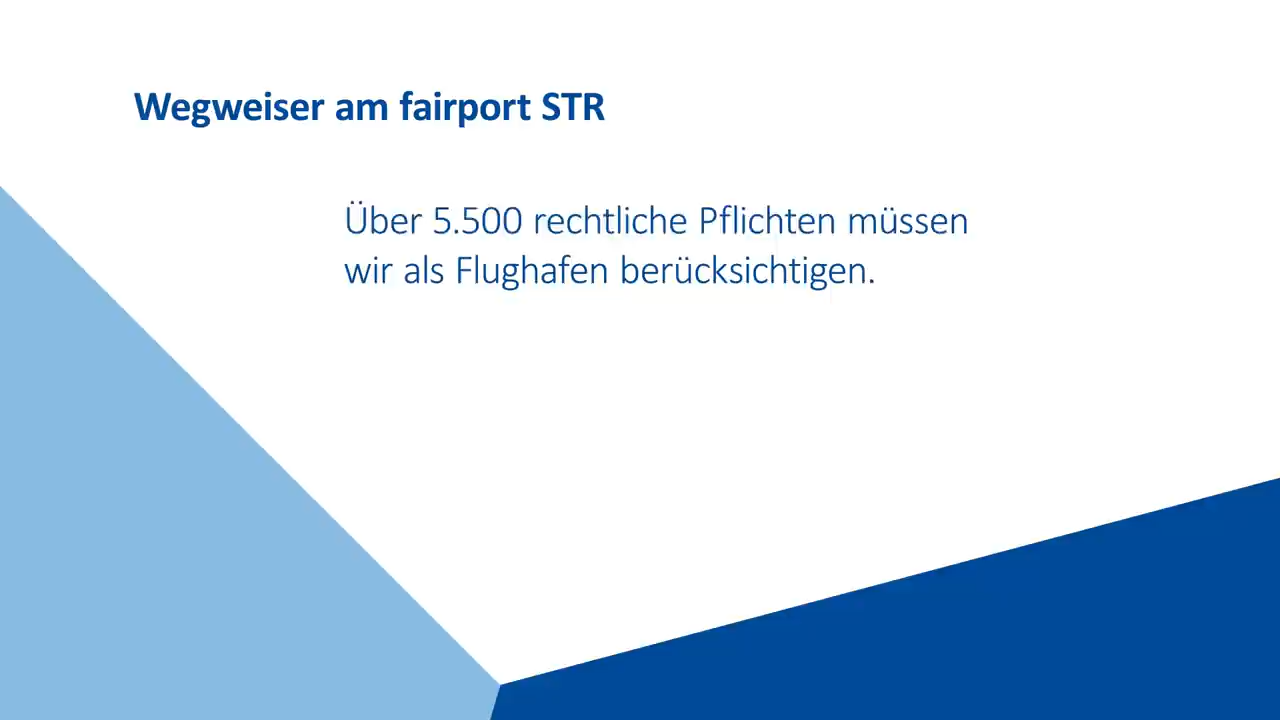 Wegweiser am fairport STR
Über 5.500 rechtliche Pflichten müssen
wir als Flughafen berücksichtigen.